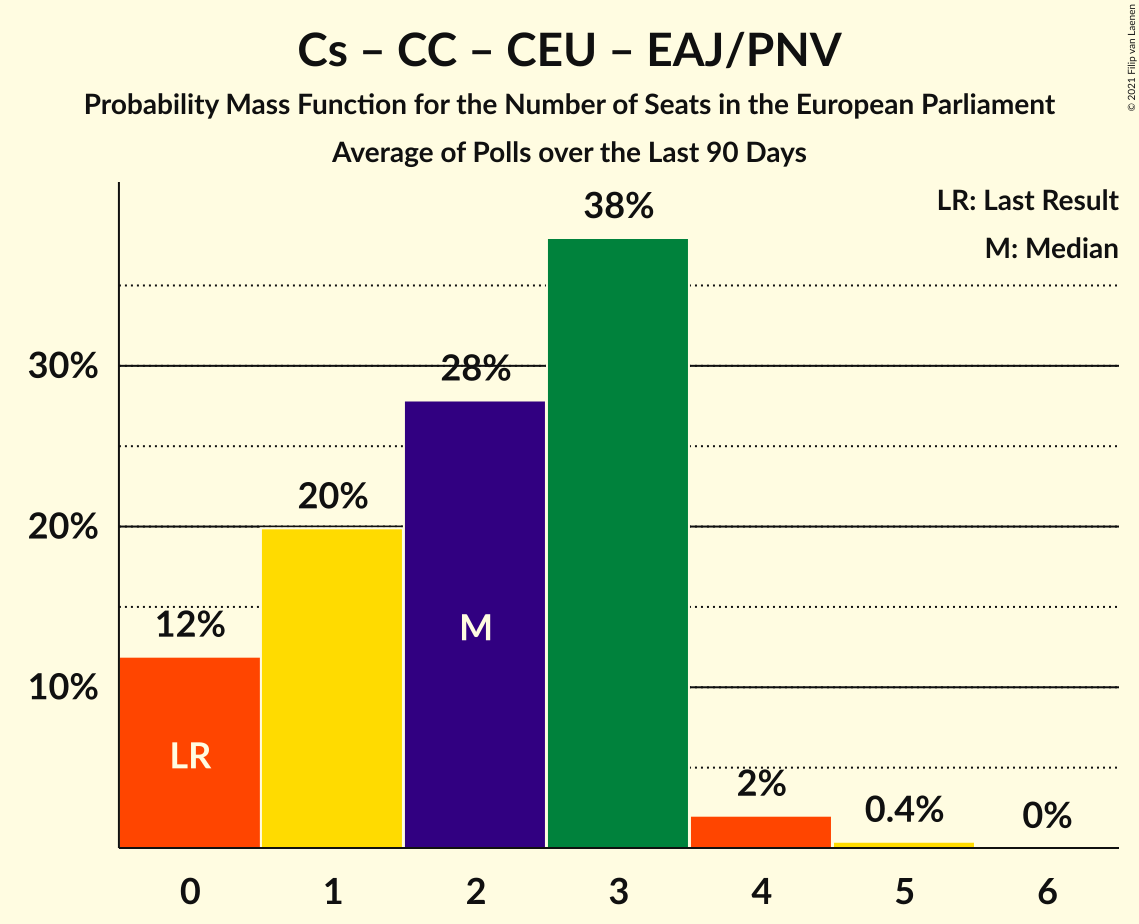 Cs – CC – CEU – EAJ/PNV
Probability Mass Function for the Number of Seats in the European Parliament
Average of Polls over the Last 90 Days
© 2021 Filip van Laenen
LR: Last Result
M: Median
38%
30%
28%
20%
20%
12%
M
10%
LR
2%
0.4%
0%
0 1 2 3 4 5 6